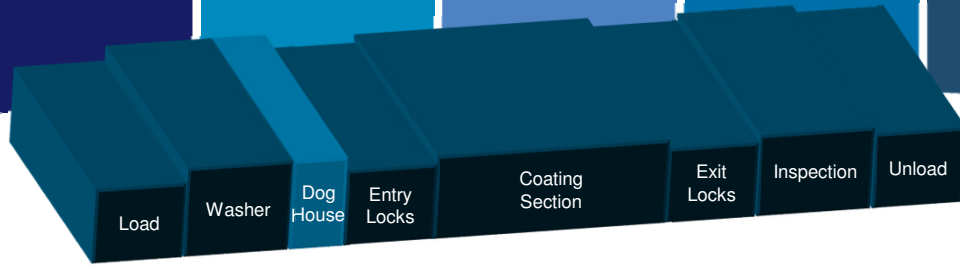 Load
Washer
Dog
House
Entry
Locks
Coating
Section
Exit
Locks
Inspection
Unload